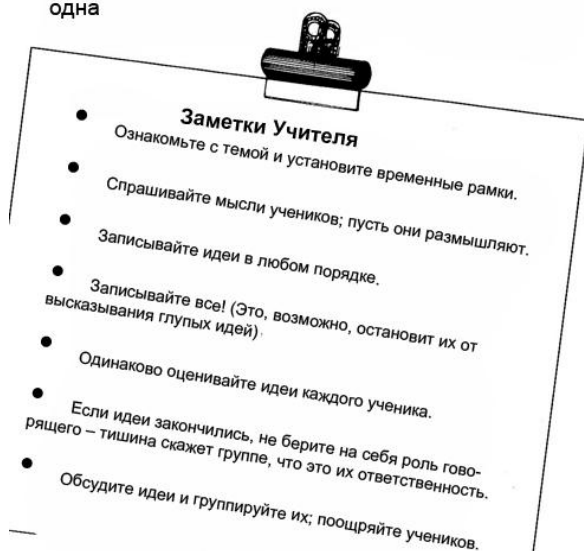 одна
Заметки Учителя
● Ознакомьте с темой и установите временные рамки.
● Спрашивайте мысли учеников; пусть они размышляют.
● Записывайте идеи в любом порядке.
● Записывайте все! (Это, возможно, остановит их от
высказывания глупых идей)
● Одинаково оценивайте идеи каждого ученика.
● Если идеи закончились, не берите на себя роль гово-
рящего – тишина скажет группе, что это их ответственность.
● Обсудите идеи и группируйте их; поощряйте учеников.